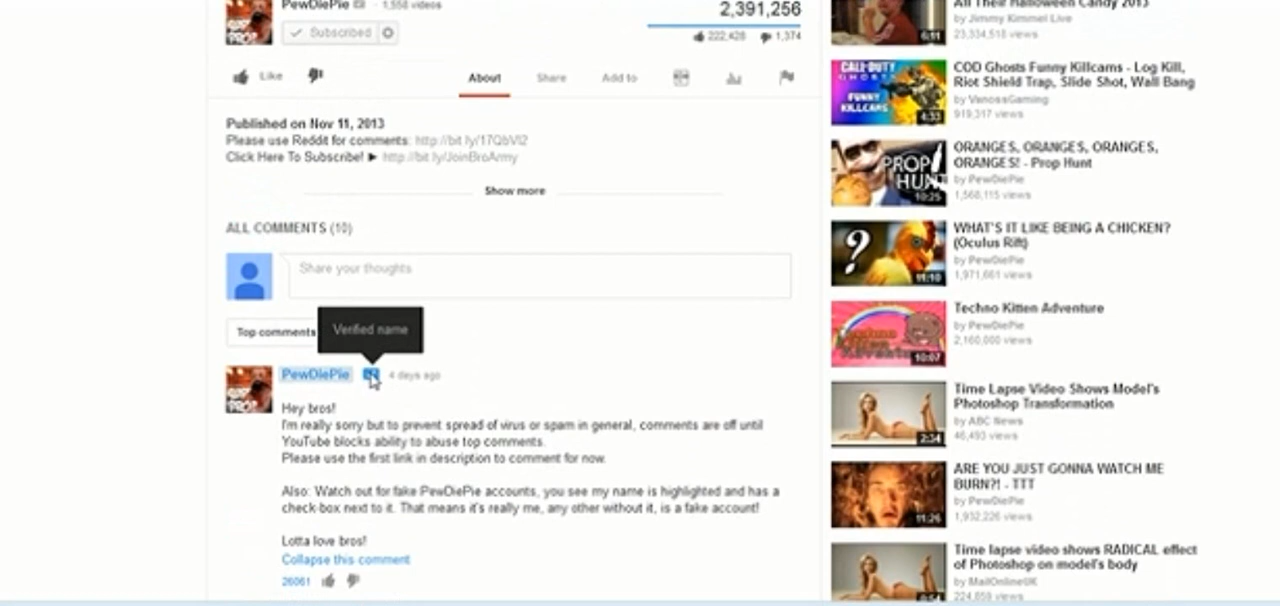 PewDiePie · 1,558 videos
Subscribed
2,391,256
222,428 1,374
Like
About Share Add to
Published on Nov 11, 2013
Please use Reddit for comments: http://bit.ly/17QbVI2
Click Here To Subscribe! ► http://bit.ly/JoinBroArmy
Show more
ALL COMMENTS (10)
Share your thoughts
Top comments
Verified name
PewDiePie 4 days ago
Hey bros!
I'm really sorry but to prevent spread of virus or spam in general, comments are off until
YouTube blocks ability to abuse top comments.
Please use the first link in description to comment for now.
Also: Watch out for fake PewDiePie accounts, you see my name is highlighted and has a
check-box next to it. That means it's really me, any other without it, is a fake account!
Lotta love bros!
Collapse this comment
26061
All Their Halloween Candy 2013
by Jimmy Kimmel Live
23,334,518 views
6:11
COD Ghosts Funny Killcams - Log Kill,
Riot Shield Trap, Slide Shot, Wall Bang
by VanossGaming
919,317 views
CALL·DUTY
GHOSTS
FUNNY
KILLCAMS
4:33
ORANGES, ORANGES, ORANGES,
ORANGES! - Prop Hunt
by PewDiePie
1,568,115 views
PROP
HUNT
10:25
WHAT'S IT LIKE BEING A CHICKEN?
(Oculus Rift)
by PewDiePie
1,971,661 views
?
11:10
Techno Kitten Adventure
by PewDiePie
2,160,000 views
10:07
Time Lapse Video Shows Model's
Photoshop Transformation
by ABC News
46,493 views
2:34
ARE YOU JUST GONNA WATCH ME
BURN?! - TTT
by PewDiePie
1,932,226 views
11:26
Time lapse video shows RADICAL effect
of Photoshop on model's body
by MailOnlineUK
224,659 views